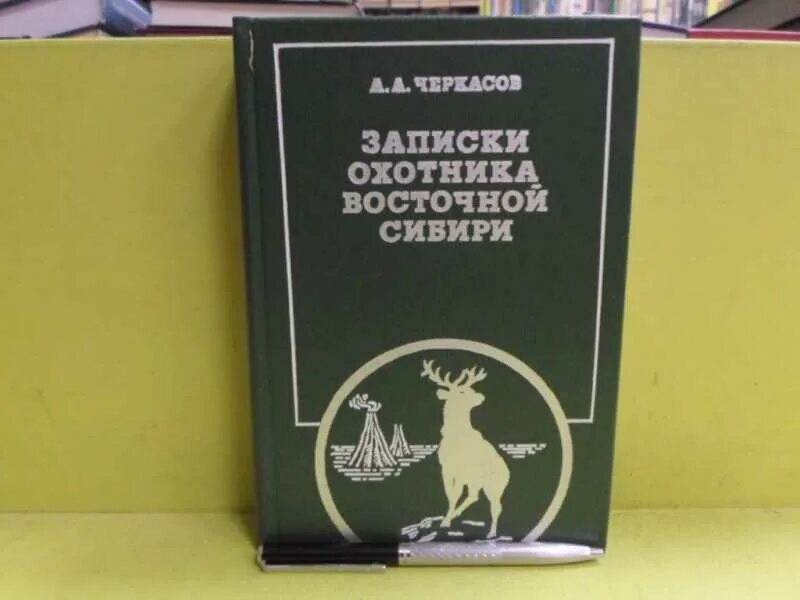 А.А. ЧЕРКАСОВ
ЗАПИСКИ
ОХОТНИКА
ВОСТОЧНОЙ
СИБИРИ